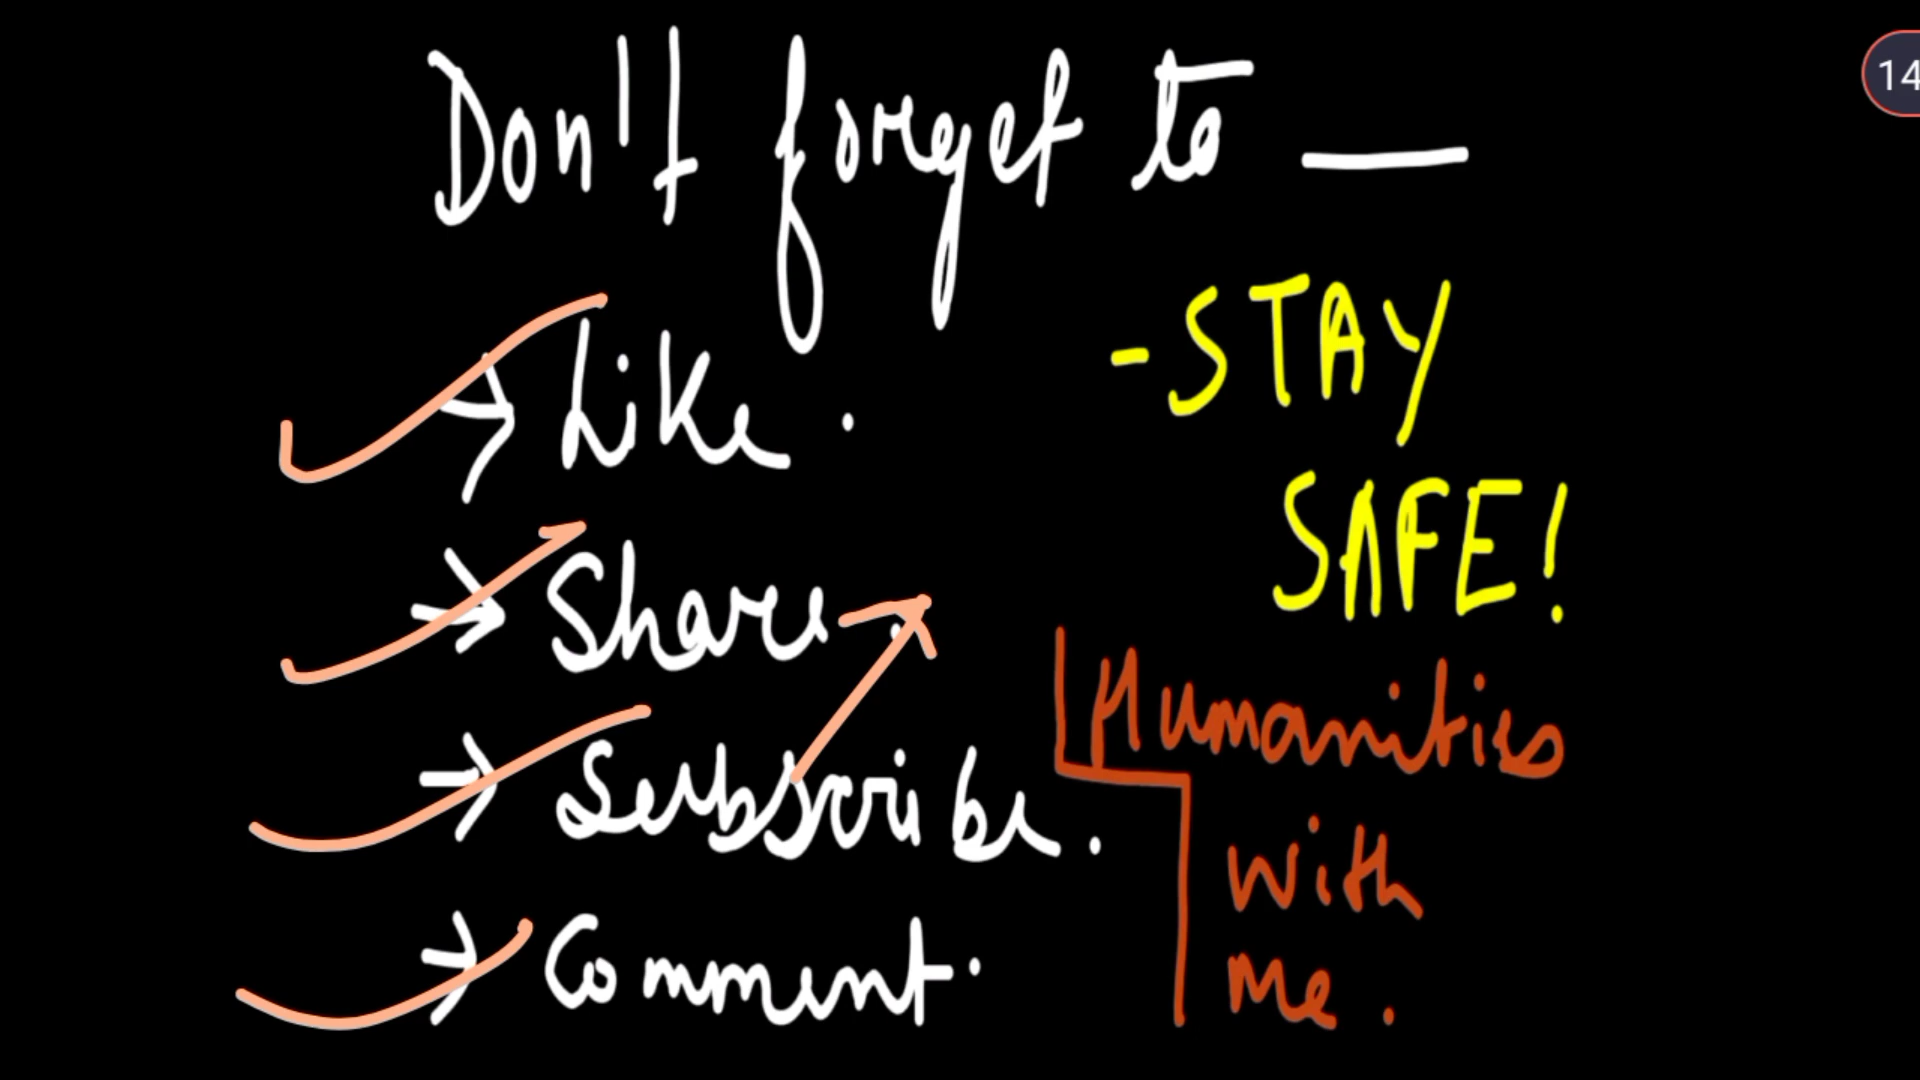 Don't forget to —
→ Like .
→ Share .
→ Subscribe .
→ Comment .
- STAY
SAFE!
Humanities
with
me .
14